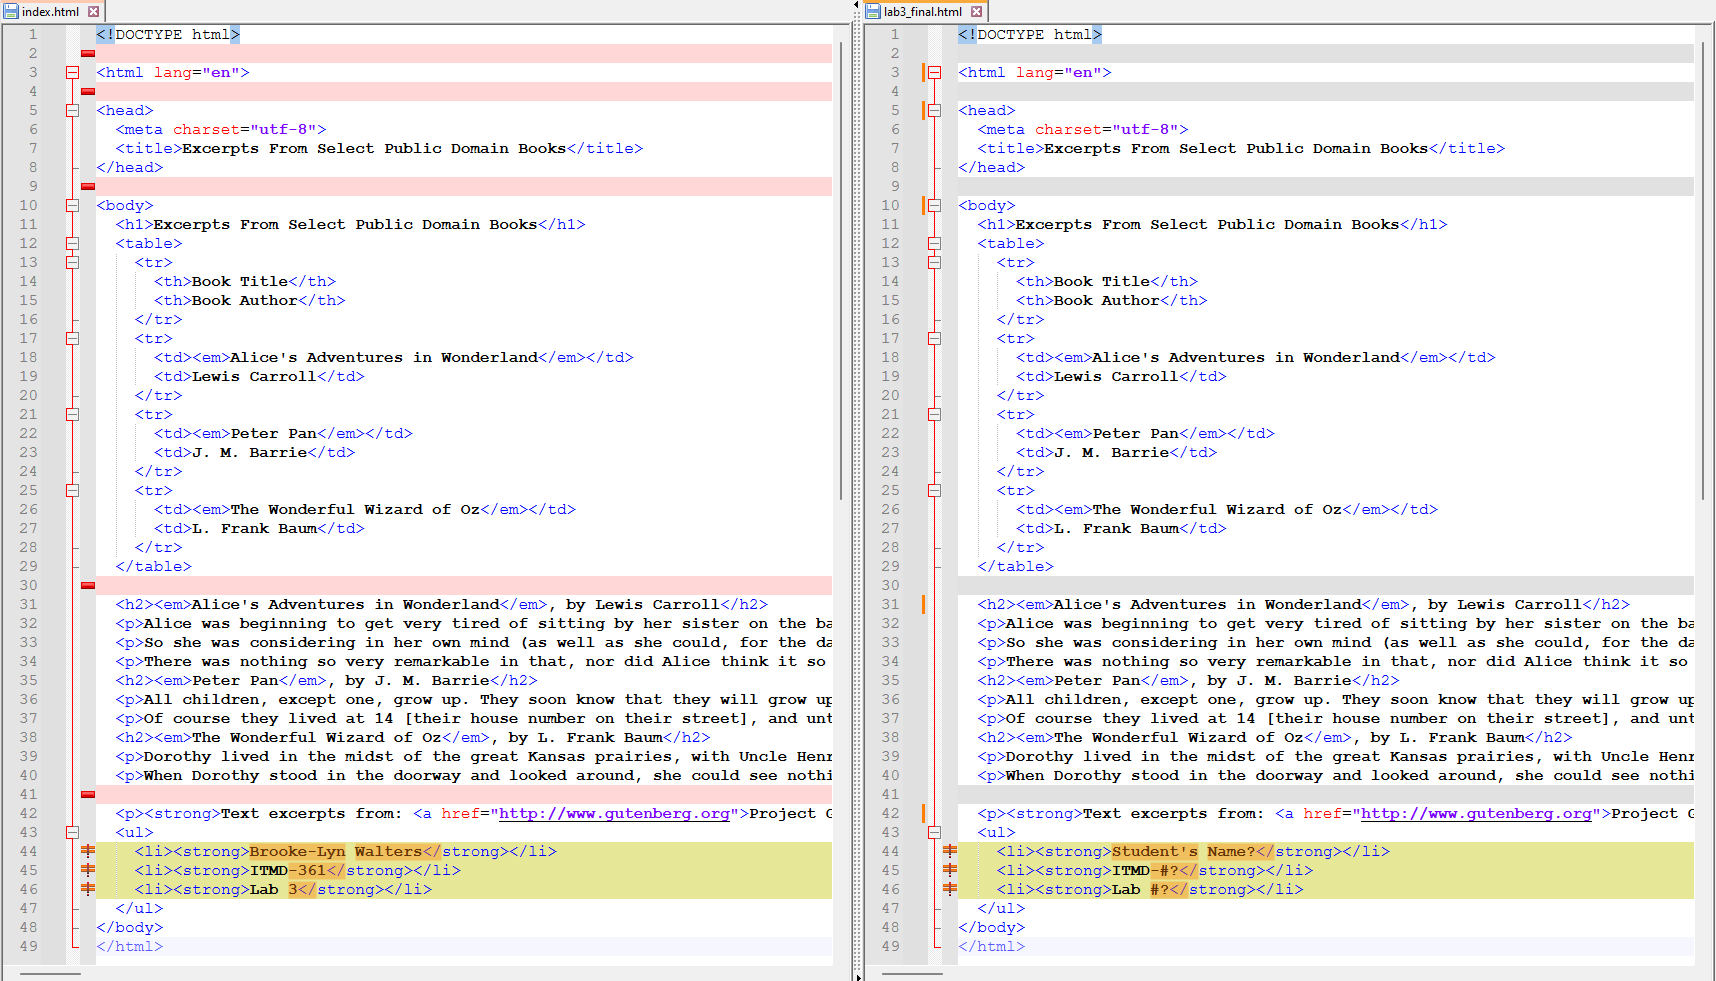 index.html
1 <!DOCTYPE html>
2
3 <html lang="en">
4
5 <head>
6 <meta charset="utf-8">
7 <title>Excerpts From Select Public Domain Books</title>
8 </head>
9
10 <body>
11 <h1>Excerpts From Select Public Domain Books</h1>
12 <table>
13 <tr>
14 <th>Book Title</th>
15 <th>Book Author</th>
16 </tr>
17 <tr>
18 <td><em>Alice's Adventures in Wonderland</em></td>
19 <td>Lewis Carroll</td>
20 </tr>
21 <tr>
22 <td><em>Peter Pan</em></td>
23 <td>J. M. Barrie</td>
24 </tr>
25 <tr>
26 <td><em>The Wonderful Wizard of Oz</em></td>
27 <td>L. Frank Baum</td>
28 </tr>
29 </table>
30
31 <h2><em>Alice's Adventures in Wonderland</em>, by Lewis Carroll</h2>
32 <p>Alice was beginning to get very tired of sitting by her sister on the ba
33 <p>So she was considering in her own mind (as well as she could, for the da
34 <p>There was nothing so very remarkable in that, nor did Alice think it so
35 <h2><em>Peter Pan</em>, by J. M. Barrie</h2>
36 <p>All children, except one, grow up. They soon know that they will grow up
37 <p>Of course they lived at 14 [their house number on their street], and unt
38 <h2><em>The Wonderful Wizard of Oz</em>, by L. Frank Baum</h2>
39 <p>Dorothy lived in the midst of the great Kansas prairies, with Uncle Henr
40 <p>When Dorothy stood in the doorway and looked around, she could see nothi
41
42 <p><strong>Text excerpts from: <a href="http://www.gutenberg.org">Project G
43 <ul>
44 <li><strong>Brooke-Lyn Walters</strong></li>
45 <li><strong>ITMD-361</strong></li>
46 <li><strong>Lab 3</strong></li>
47 </ul>
48 </body>
49 </html>
lab3_final.html
1 <!DOCTYPE html>
2
3 <html lang="en">
4
5 <head>
6 <meta charset="utf-8">
7 <title>Excerpts From Select Public Domain Books</title>
8 </head>
9
10 <body>
11 <h1>Excerpts From Select Public Domain Books</h1>
12 <table>
13 <tr>
14 <th>Book Title</th>
15 <th>Book Author</th>
16 </tr>
17 <tr>
18 <td><em>Alice's Adventures in Wonderland</em></td>
19 <td>Lewis Carroll</td>
20 </tr>
21 <tr>
22 <td><em>Peter Pan</em></td>
23 <td>J. M. Barrie</td>
24 </tr>
25 <tr>
26 <td><em>The Wonderful Wizard of Oz</em></td>
27 <td>L. Frank Baum</td>
28 </tr>
29 </table>
30
31 <h2><em>Alice's Adventures in Wonderland</em>, by Lewis Carroll</h2>
32 <p>Alice was beginning to get very tired of sitting by her sister on the ba
33 <p>So she was considering in her own mind (as well as she could, for the da
34 <p>There was nothing so very remarkable in that, nor did Alice think it so
35 <h2><em>Peter Pan</em>, by J. M. Barrie</h2>
36 <p>All children, except one, grow up. They soon know that they will grow up
37 <p>Of course they lived at 14 [their house number on their street], and unt
38 <h2><em>The Wonderful Wizard of Oz</em>, by L. Frank Baum</h2>
39 <p>Dorothy lived in the midst of the great Kansas prairies, with Uncle Henr
40 <p>When Dorothy stood in the doorway and looked around, she could see nothi
41
42 <p><strong>Text excerpts from: <a href="http://www.gutenberg.org">Project G
43 <ul>
44 <li><strong>Student's Name?</strong></li>
45 <li><strong>ITMD-#?</strong></li>
46 <li><strong>Lab #?</strong></li>
47 </ul>
48 </body>
49 </html>